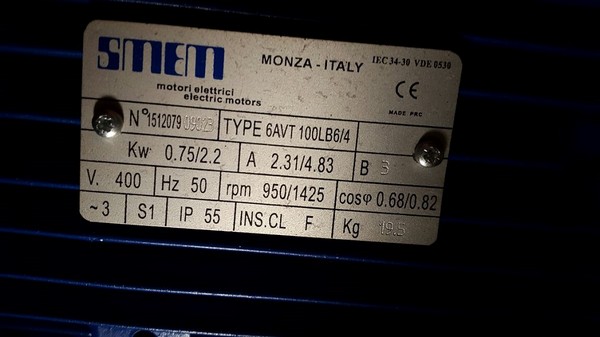 SMEM MONZA - ITALY IEC 34-30 VDE 0530
motori elettrici
electric motors
CE
MADE PRC
N° 1512079 TYPE 6AVT 100LB6/4
Kw 0.75/2.2 A 2.31/4.83 B 3
V. 400 Hz 50 rpm 950/1425 cosφ 0.68/0.82
~3 S1 IP 55 INS.CL F Kg 19.5